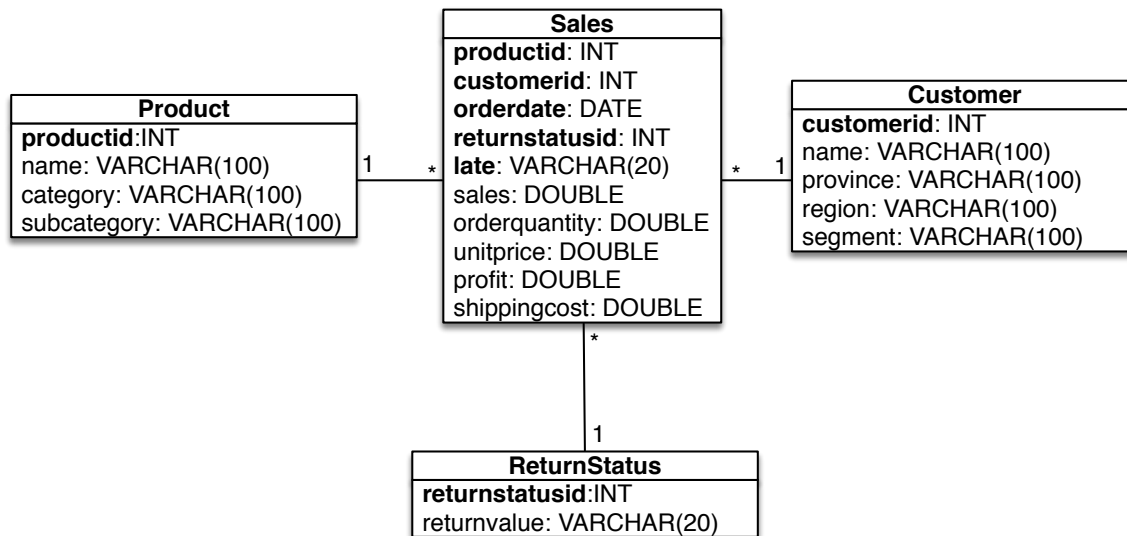 Sales
productid: INT
customerid: INT
orderdate: DATE
returnstatusid: INT
late: VARCHAR(20)
sales: DOUBLE
orderquantity: DOUBLE
unitprice: DOUBLE
profit: DOUBLE
shippingcost: DOUBLE
Product
productid:INT
name: VARCHAR(100)
category: VARCHAR(100)
subcategory: VARCHAR(100)
1
*
*
1
Customer
customerid: INT
name: VARCHAR(100)
province: VARCHAR(100)
region: VARCHAR(100)
segment: VARCHAR(100)
*
1
ReturnStatus
returnstatusid:INT
returnvalue: VARCHAR(20)